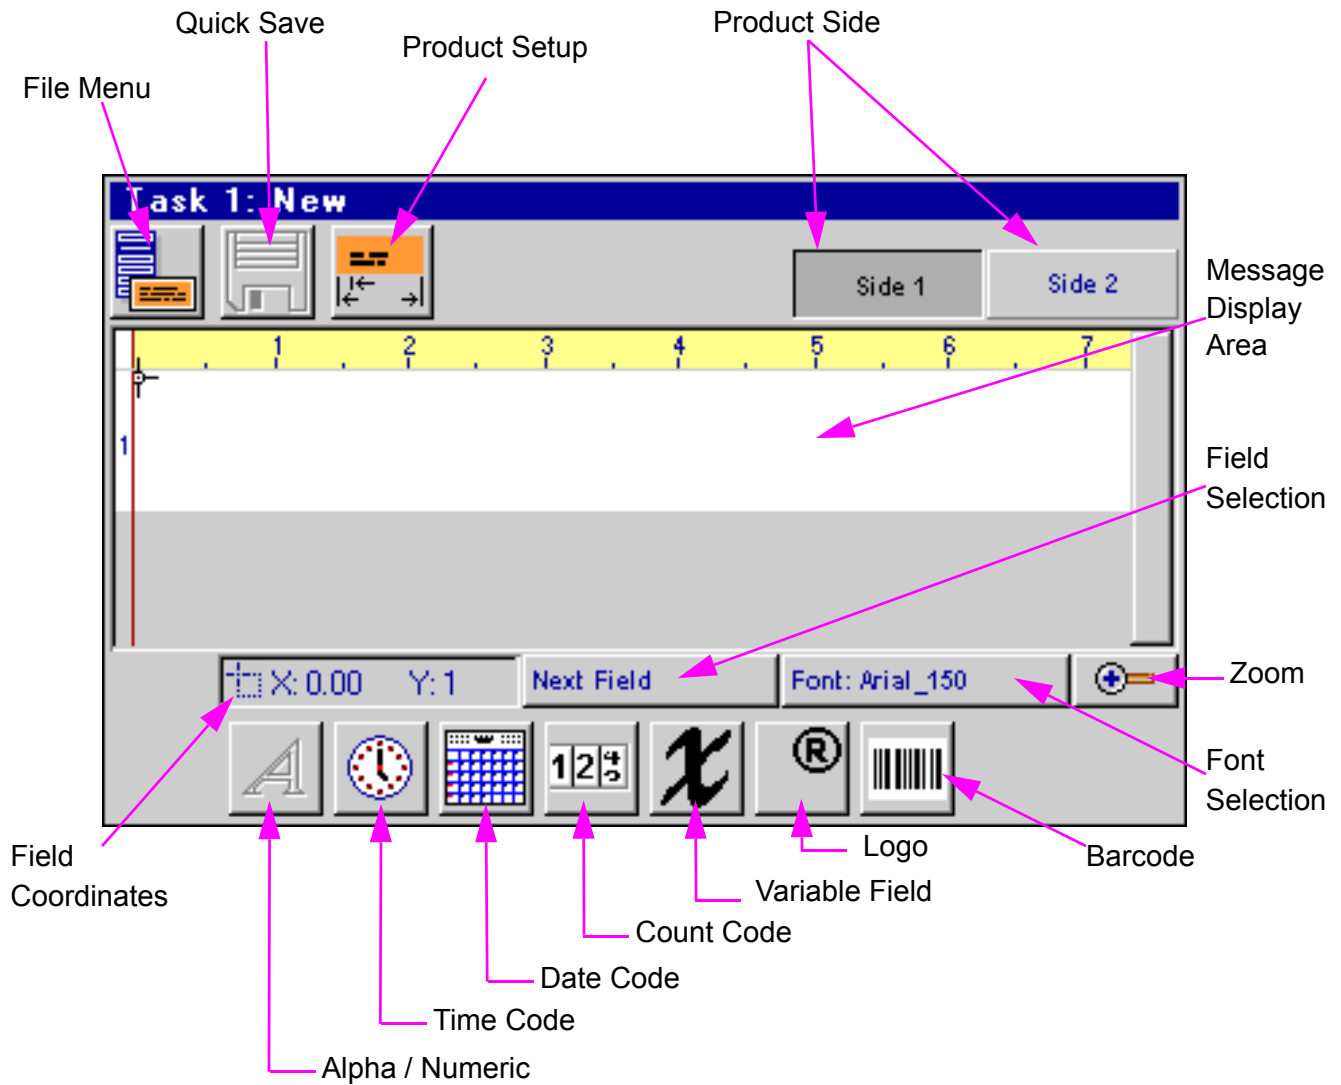 Quick Save
Product Setup
Product Side
File Menu
Task 1: New
Side 1
Side 2
Message
Display
Area
1 2 3 4 5 6 7
1
Field
Selection
X: 0.00 Y: 1
Next Field
Font: Arial_150
Zoom
A
1 2
X
®
Font
Selection
Field
Coordinates
Logo
Barcode
Variable Field
Count Code
Date Code
Time Code
Alpha / Numeric